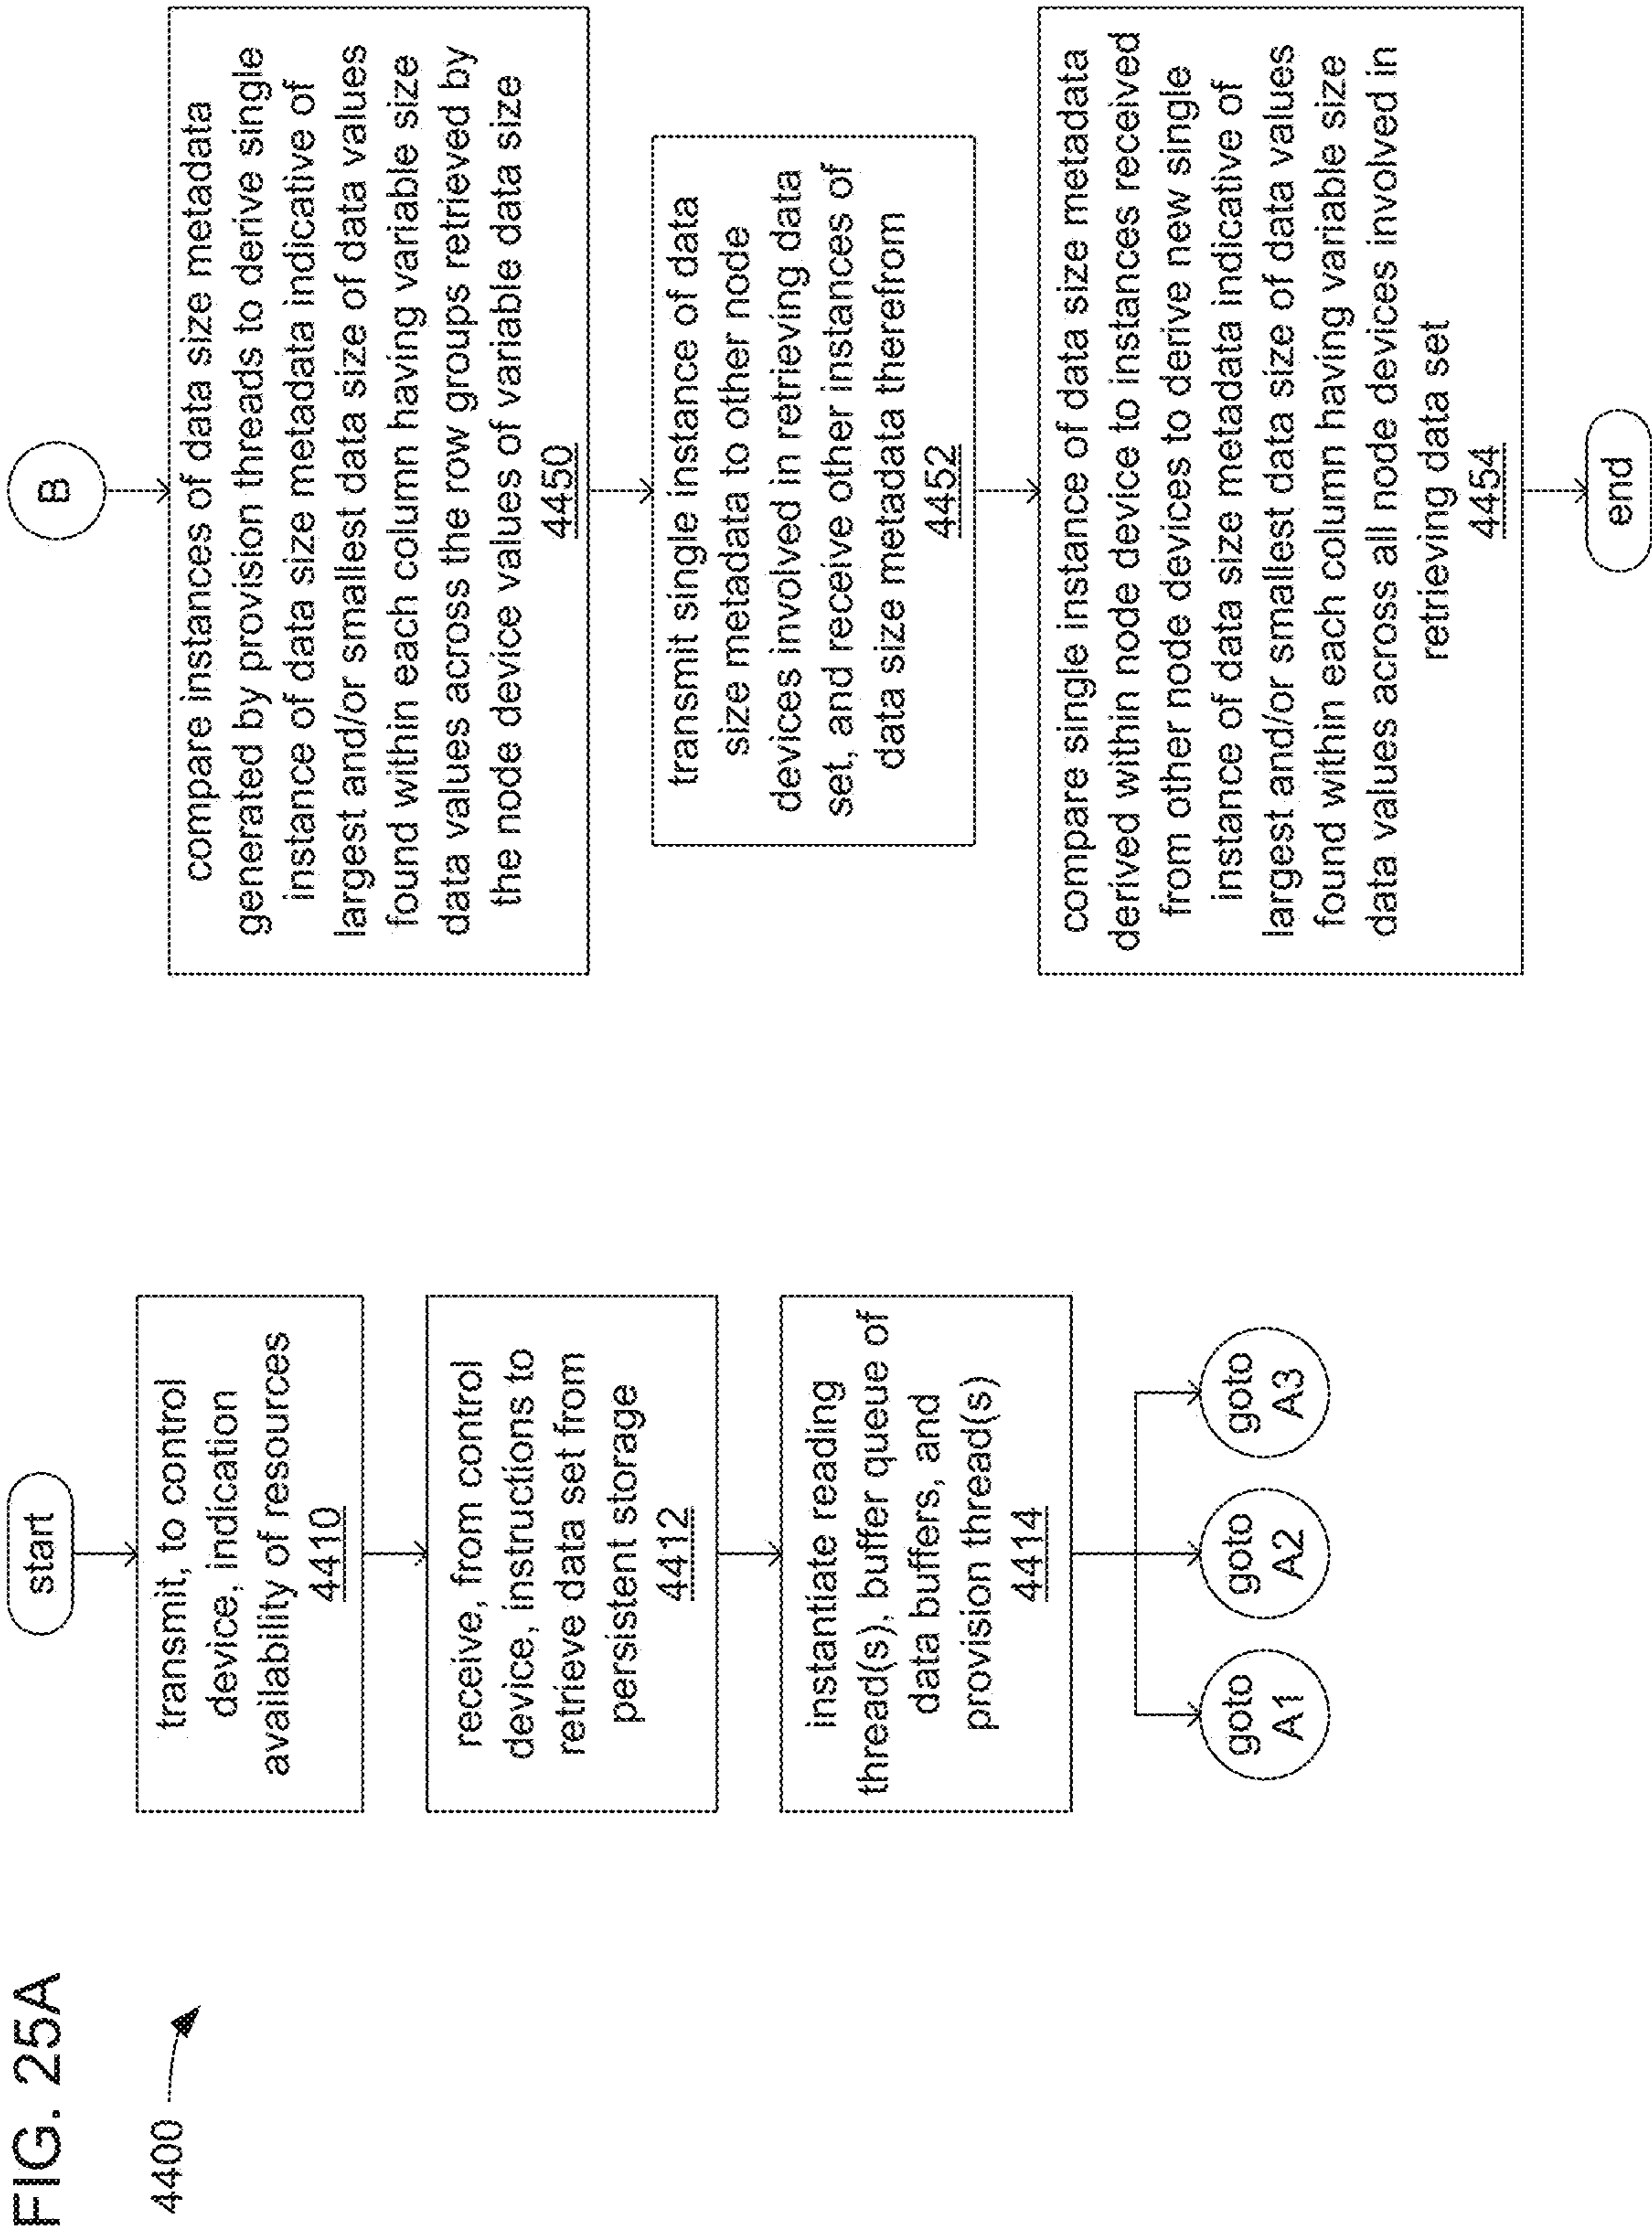 FIG. 25A
4400
start
transmit, to control
device, indication
availability of resources
4410
receive, from control
device, instructions to
retrieve data set from
persistent storage
4412
instantiate reading
thread(s), buffer queue of
data buffers, and
provision thread(s)
4414
goto
A1
goto
A2
goto
A3
B
compare instances of data size metadata
generated by provision threads to derive single
instance of data size metadata indicative of
largest and/or smallest data size of data values
found within each column having variable size
data values across the row groups retrieved by
the node device values of variable data size
4450
transmit single instance of data
size metadata to other node
devices involved in retrieving data
set, and receive other instances of
data size metadata therefrom
4452
compare single instance of data size metadata
derived within node device to instances received
from other node devices to derive new single
instance of data size metadata indicative of
largest and/or smallest data size of data values
found within each column having variable size
data values across all node devices involved in
retrieving data set
4454
end